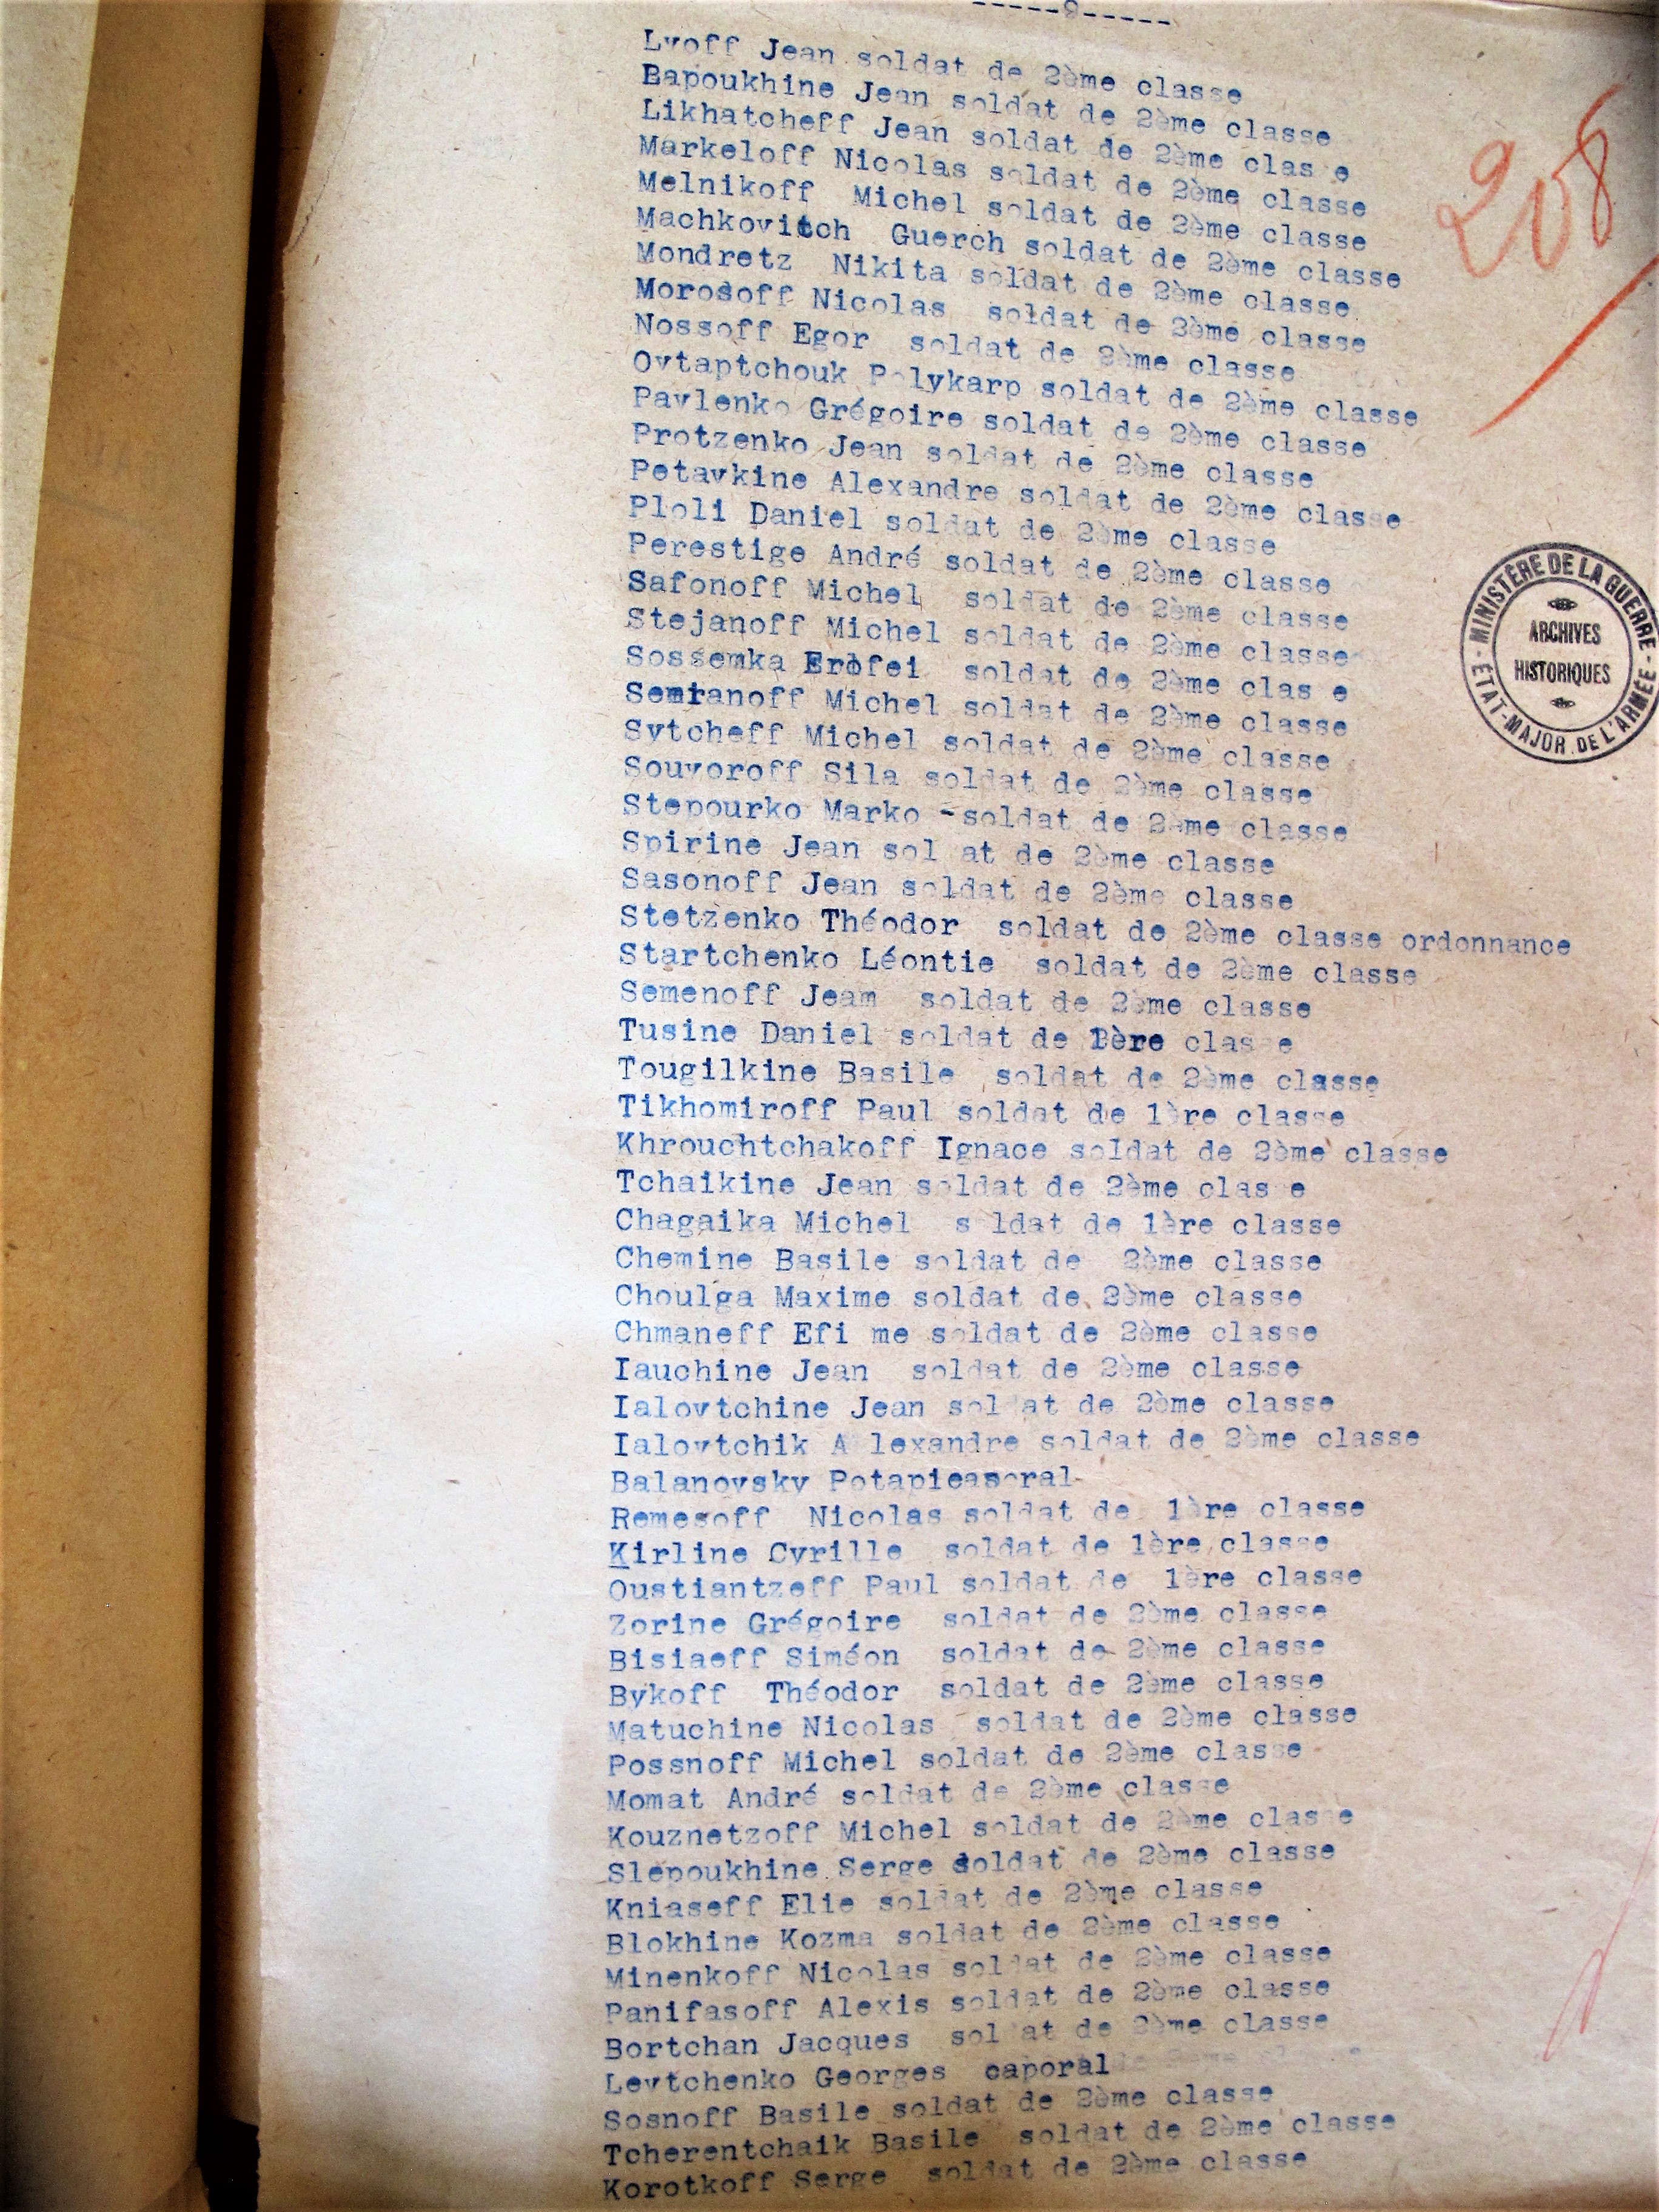 -----9-----
Lvoff Jean soldat de 2ème classe
Bapoukhine Jean soldat de 2ème classe
Likhatcheff Jean soldat de 2ème clas e
Markeloff Nicolas soldat de 2ème classe
Melnikoff Michel soldat de 2ème classe
Machkovitch Guerch soldat de 2ème classe
Mondretz Nikita soldat de 2ème classe
Morosoff Nicolas soldat de 2ème classe
Nossoff Egor soldat de 2ème classe
Ovtaptchouk Polykarp soldat de 2ème classe
Pavlenko Grégoire soldat de 2ème classe
Protzenko Jean soldat de 2ème classe
Petavkine Alexandre soldat de 2ème classe
Ploli Daniel soldat de 2ème classe
Perestige André soldat de 2ème classe
Safonoff Michel soldat de 2ème classe
Stejanoff Michel soldat de 2ème classe
Sossemka Erofei soldat de 2ème clas e
Michel soldat de 2ème classe
Sytcheff Michel soldat de 2ème classe
Souvoroff Sila soldat de 2ème classe
Stepourko Marko -soldat de 2ème classe
Spirine Jean sol at de 2ème classe
Sasonoff Jean soldat de 2ème classe
Stetzenko Théodor soldat de 2ème classe ordonnance
Startchenko Léontie soldat de 2ème classe
Semenoff Jeam soldat de 2ème classe
Tusine Daniel soldat de 1ère clas e
Tougilkine Basile soldat de 2ème classe
Tikhomiroff Paul soldat de 1ère classe
Khrouchtchakoff Ignace soldat de 2ème classe
Tchaikine Jean soldat de 2ème clas e
Chagaika Michel s ldat de 1ère classe
Chemine Basile soldat de 2ème classe
Choulga Maxime soldat de 2ème classe
Chmaneff Efi me soldat de 2ème classe
Iauchine Jean soldat de 2ème classe
Ialovtchine Jean sol at de 2ème classe
Ialovtchik A lexandre soldat de 2ème classe
Balanovsky
Remesoff Nicolas soldat de 1ère classe
Kirline Cyrille soldat de 1ère classe
Oustiantzeff Paul soldat de 1ère classe
Zorine Grégoire soldat de 2ème classe
Bisiaeff Siméon soldat de 2ème classe
Bykoff Théodor soldat de 2ème classe
Matuchine Nicolas soldat de 2ème classe
Possnoff Michel soldat de 2ème classe
Momat André soldat de 2ème classe
Kouznetzoff Michel soldat de 2ème classe
Slepoukhine Serge soldat de 2ème classe
Kniaseff Elie soldat de 2ème classe
Blokhine Kozma soldat de 2ème classe
Minenkoff Nicolas soldat de 2ème classe
Panifasoff Alexis soldat de 2ème classe
Bortchan Jacques sol at de 2ème classe
Levtchenko Georges caporal
Sosnoff Basile soldat de 2ème classe
Tcherentchaik Basile soldat de 2ème classe
Korotkoff Serge soldat de 2ème classe
208
MINISTÈRE DE LA GUERRE
ARCHIVES
HISTORIQUES
ÉTAT-MAJOR DE L'ARMÉE